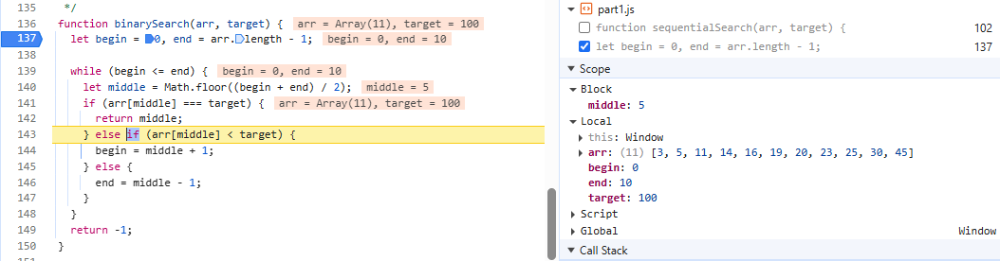 135 */
136 function binarySearch(arr, target) { arr = Array(11), target = 100
137 let begin = 0, end = arr.length - 1; begin = 0, end = 10
138
139 while (begin <= end) { begin = 0, end = 10
140 let middle = Math.floor((begin + end) / 2); middle = 5
141 if (arr[middle] === target) { arr = Array(11), target = 100
142 return middle;
143 } else if (arr[middle] < target) {
144 begin = middle + 1;
145 } else {
146 end = middle - 1;
147 }
148 }
149 return -1;
150 }
part1.js
function sequentialSearch(arr, target) { 102
let begin = 0, end = arr.length - 1; 137
Scope
Block
middle: 5
Local
this: Window
arr: (11) [3, 5, 11, 14, 16, 19, 20, 23, 25, 30, 45]
begin: 0
end: 10
target: 100
Script
Global Window
Call Stack